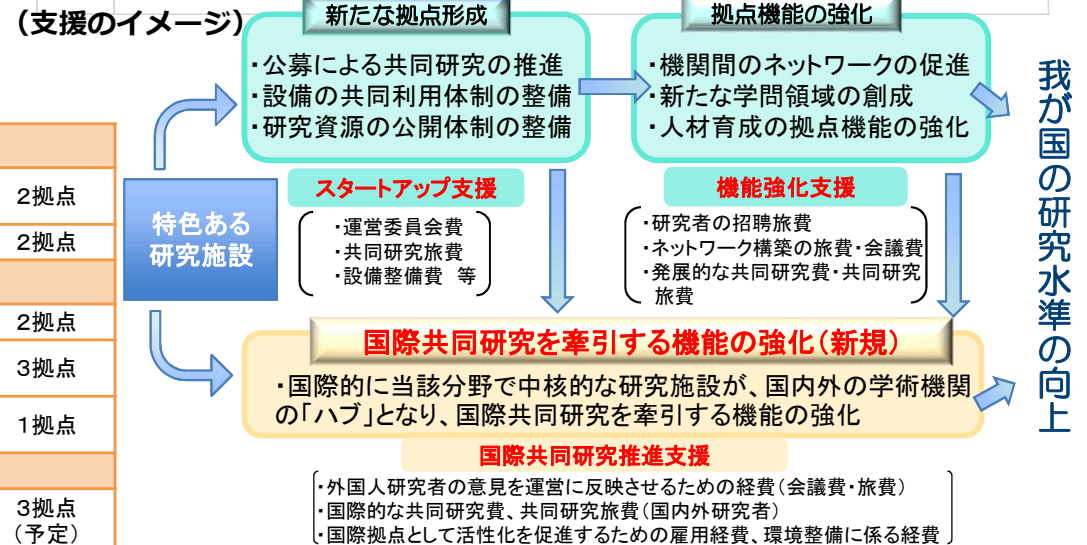 （支援のイメージ）
新たな拠点形成
・公募による共同研究の推進
・設備の共同利用体制の整備
・研究資源の公開体制の整備
拠点機能の強化
・機関間のネットワークの促進
・新たな学問領域の創成
・人材育成の拠点機能の強化
我が国の研究水準の向上
2拠点
2拠点
2拠点
3拠点
1拠点
3拠点
（予定）
特色ある
研究施設
スタートアップ支援
・運営委員会費
・共同研究旅費
・設備整備費　等
機能強化支援
・研究者の招聘旅費
・ネットワーク構築の旅費・会議費
・発展的な共同研究費・共同研究
旅費
国際共同研究を牽引する機能の強化（新規）
・国際的に当該分野で中核的な研究施設が、国内外の学術機関
の「ハブ」となり、国際共同研究を牽引する機能の強化
国際共同研究推進支援
・外国人研究者の意見を運営に反映させるための経費（会議費・旅費）
・国際的な共同研究費、共同研究旅費（国内外研究者）
・国際拠点として活性化を促進するための雇用経費、環境整備に係る経費